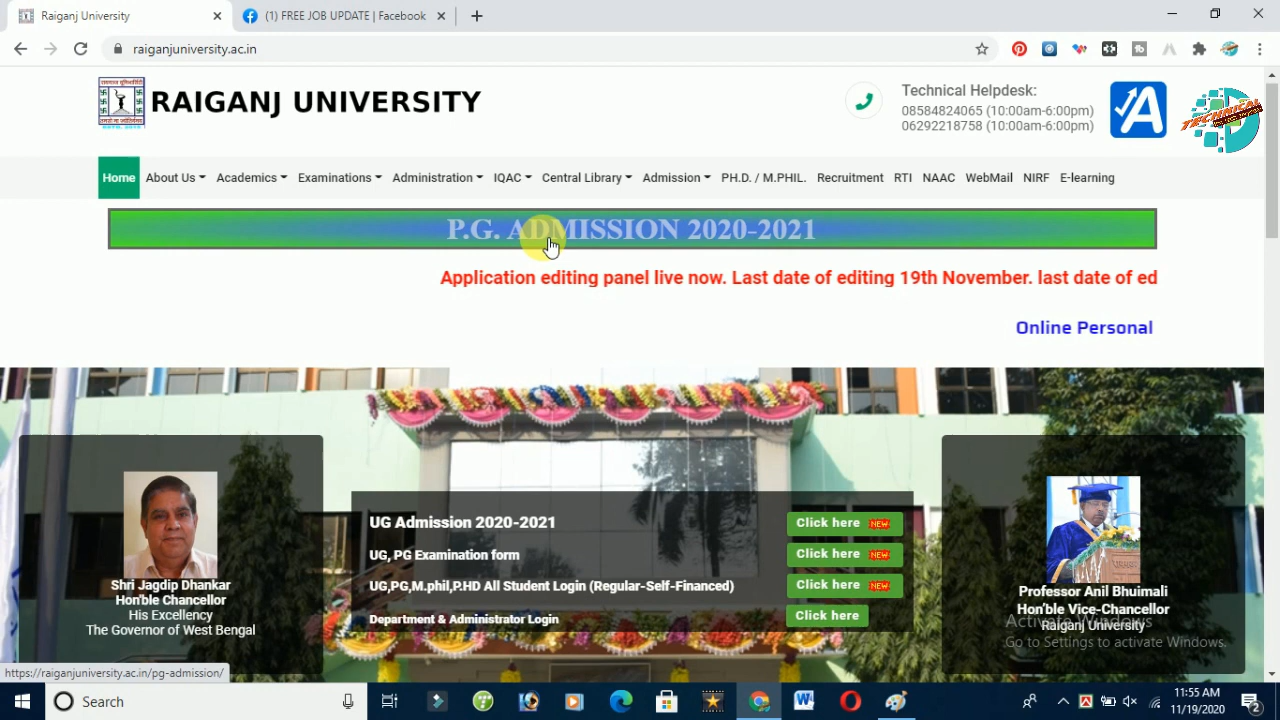 Raiganj University
(1) FREE JOB UPDATE | Facebook
raiganjuniversity.ac.in
RAIGANJ UNIVERSITY
Technical Helpdesk:
08584824065 (10:00am-6:00pm)
06292218758 (10:00am-6:00pm)
Home About Us Academics Examinations Administration IQAC Central Library Admission PH.D. / M.PHIL. Recruitment RTI NAAC WebMail NIRF E-learning
P.G. ADMISSION 2020-2021
Application editing panel live now. Last date of editing 19th November. last date of ed
Online Personal
UG Admission 2020-2021 Click here NEW
UG, PG Examination form Click here NEW
UG,PG,M.phil,P.HD All Student Login (Regular-Self-Financed) Click here NEW
Department & Administrator Login Click here
Shri Jagdip Dhankar
Hon'ble Chancellor
His Excellency
The Governor of West Bengal
Professor Anil Bhuimali
Hon'ble Vice-Chancellor
Raiganj University
Activate Windows
Go to Settings to activate Windows.
https://raiganjuniversity.ac.in/pg-admission/
Search
11:55 AM
11/19/2020
2